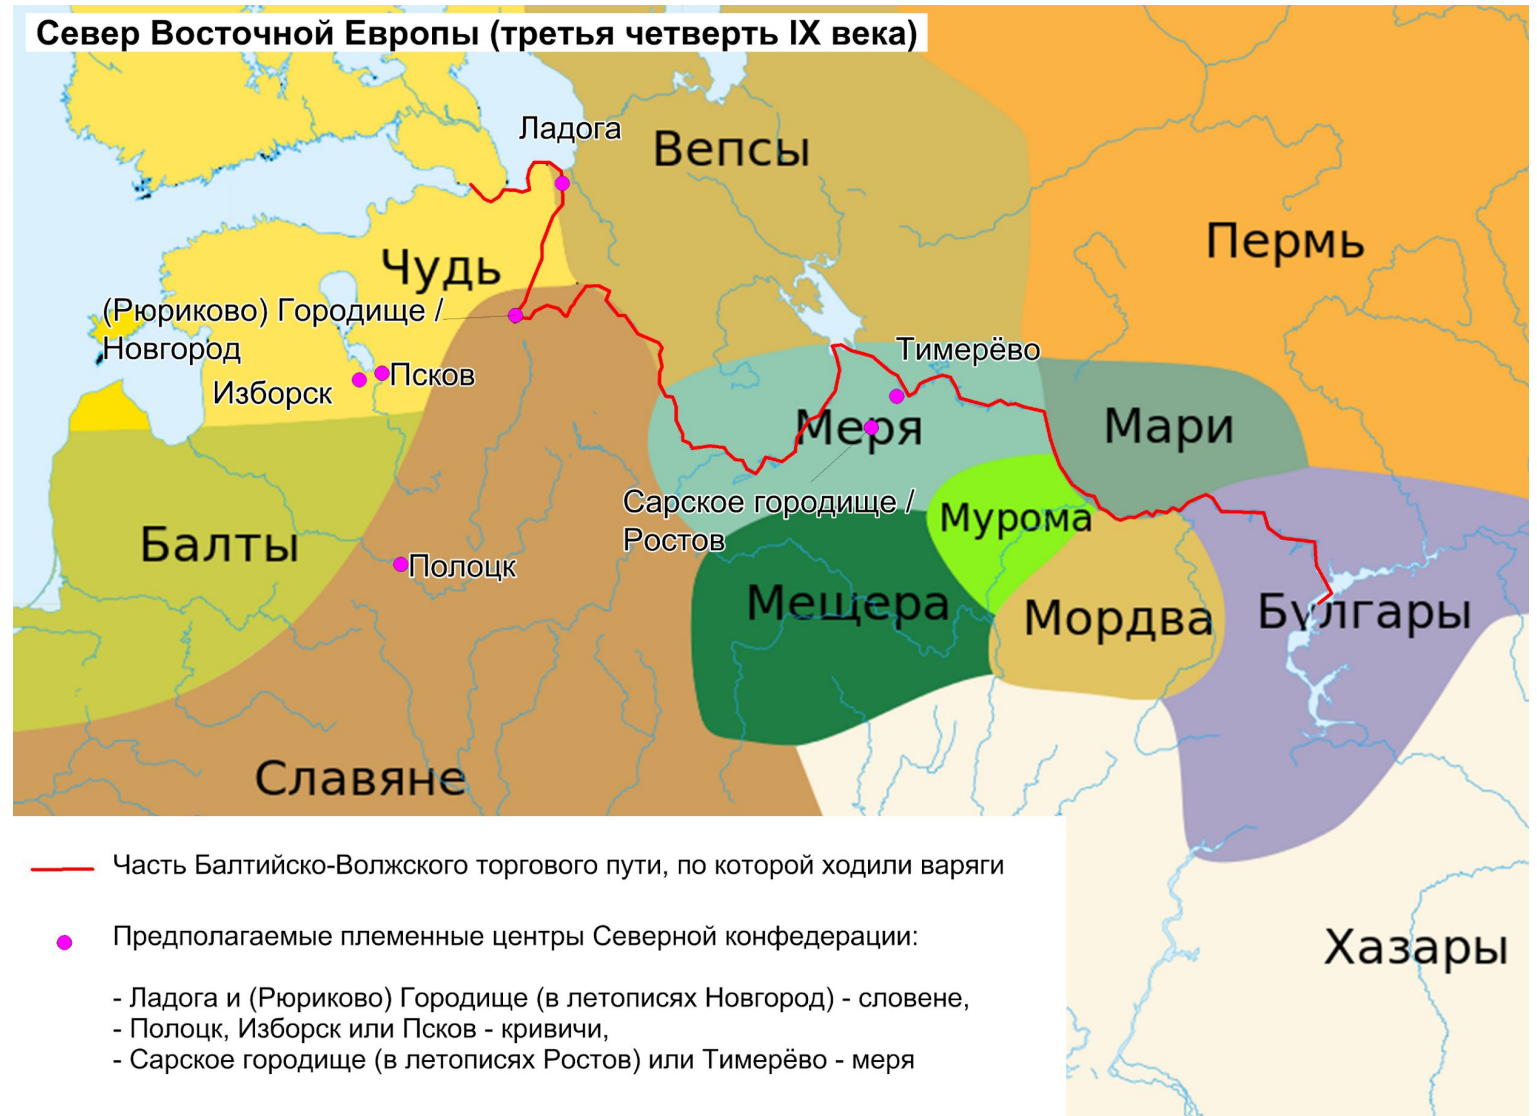 Север Восточной Европы (третья четверть IX века)
Ладога
Вепсы
Пермь
Чудь
(Рюриково) Городище /
Новгород
Тимерёво
Псков
Изборск
Меря
Мари
Сарское городище /
Ростов
Мурома
Балты
Полоцк
Мещера
Мордва
Булгары
Славяне
Хазары
Часть Балтийско-Волжского торгового пути, по которой ходили варяги
Предполагаемые племенные центры Северной конфедерации:
- Ладога и (Рюриково) Городище (в летописях Новгород) - словене,
- Полоцк, Изборск или Псков - кривичи,
- Сарское городище (в летописях Ростов) или Тимерёво - меря